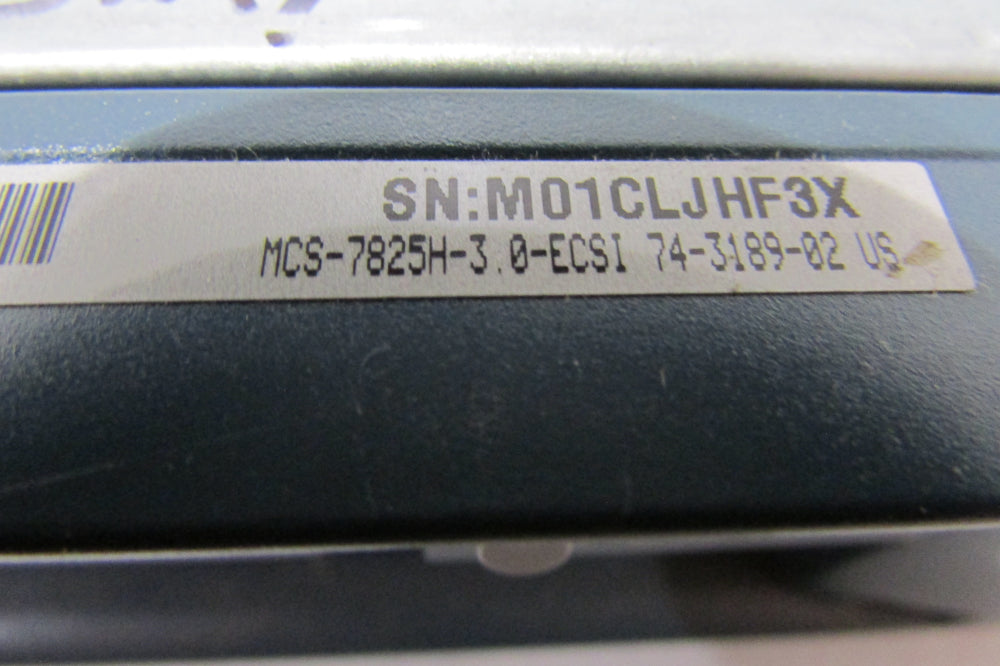 SN:M01CLJHF3X
MCS-7825H-3.0-ECSI 74-3189-02 US